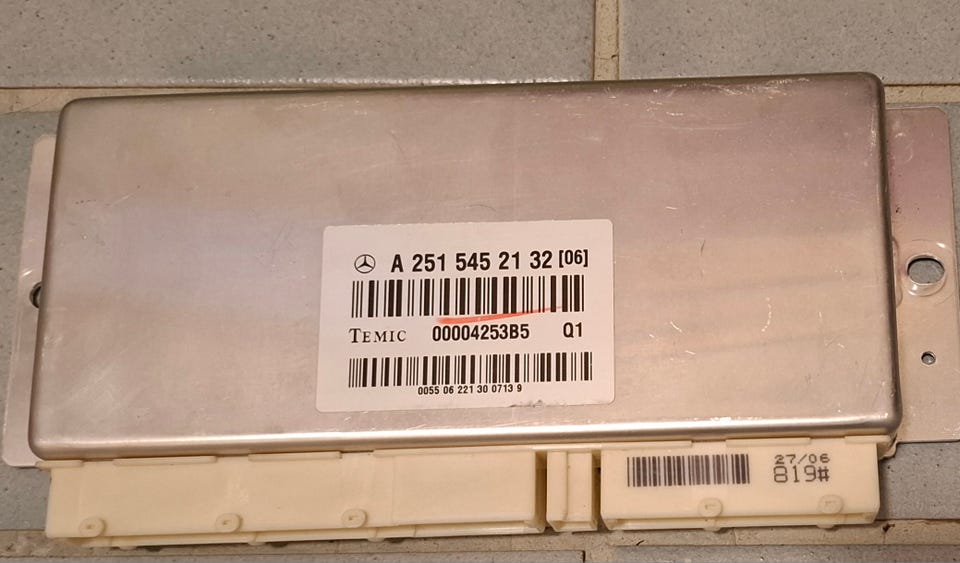 A 251 545 21 32 [06]
TEMIC 00004253B5 Q1
0055 06 221 30 0713 9
27/06
819#